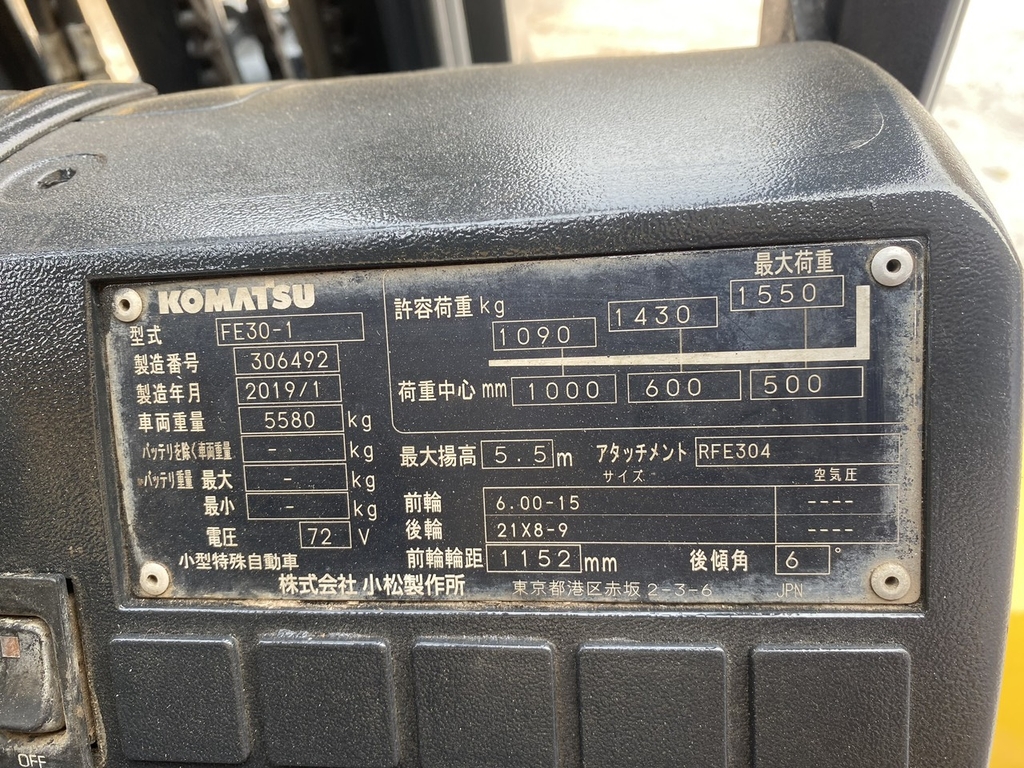 KOMATSU
型式 FE30-1
製造番号 306492
製造年月 2019/1
車両重量 5580 kg
バッテリを除く車両重量 - kg
バッテリ重量 最大 - kg
最小 - kg
電圧 72 V
小型特殊自動車
最大荷重
許容荷重 kg 1090 1430 1550
荷重中心 mm 1000 600 500
最大揚高 5.5 m アタッチメント RFE304
サイズ 空気圧
前輪 6.00-15 ----
後輪 21X8-9 ----
前輪輪距 1152 mm 後傾角 6 °
株式会社 小松製作所 東京都港区赤坂 2-3-6 JPN
OFF